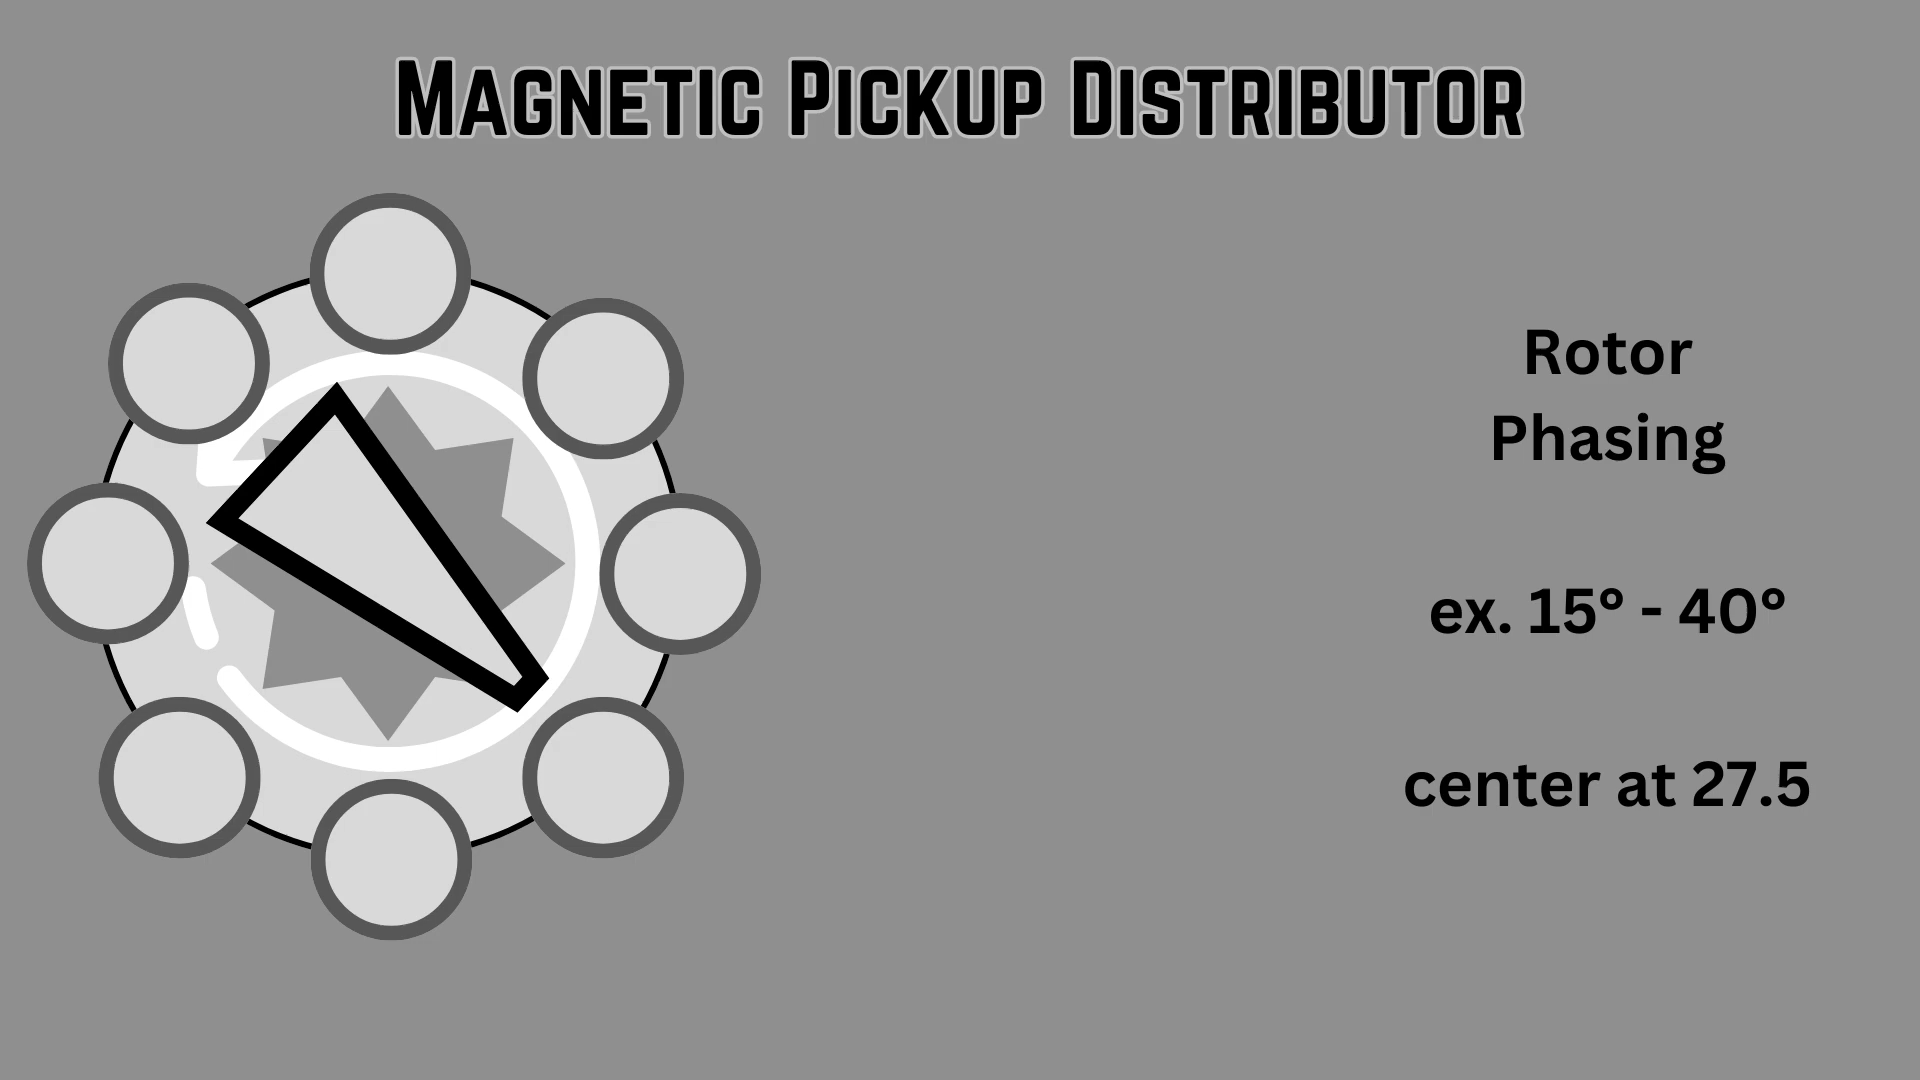 Magnetic Pickup Distributor
Rotor
Phasing
ex. 15° - 40°
center at 27.5